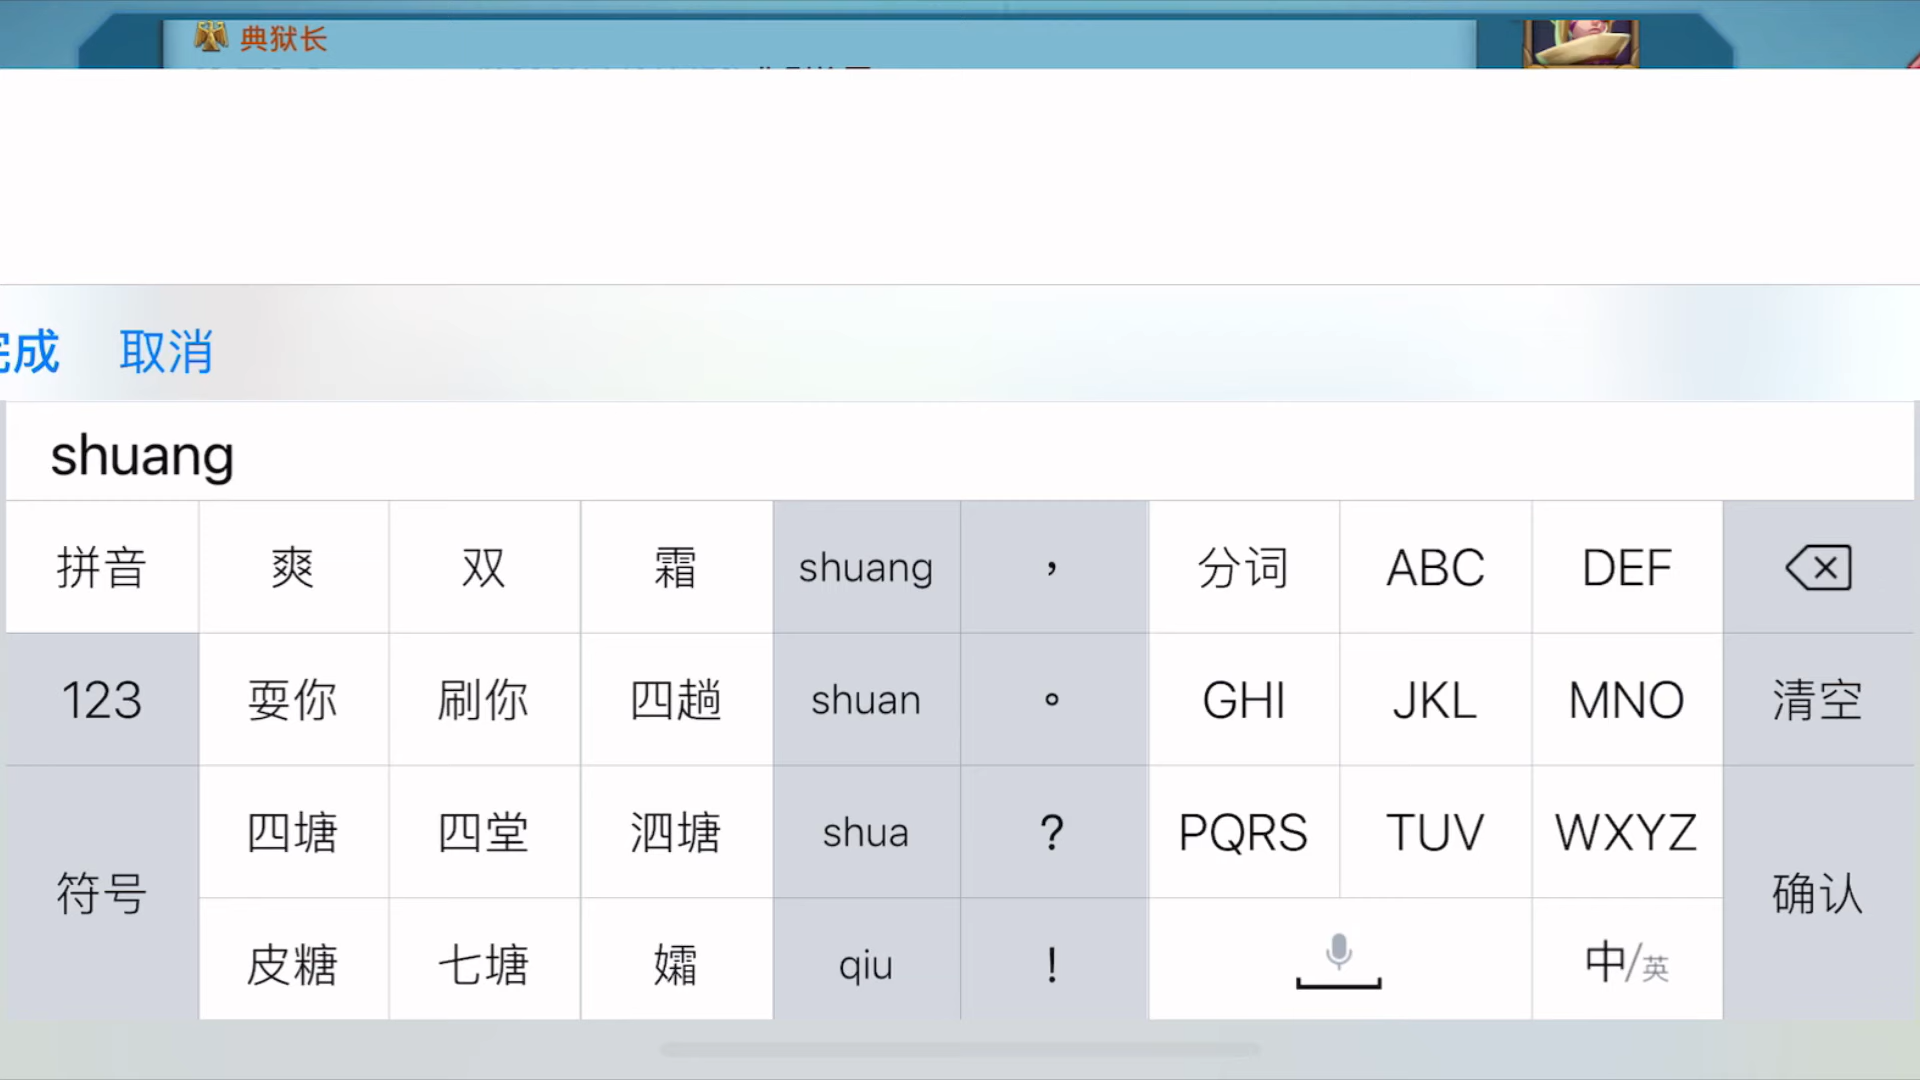 典狱长
完成 取消
shuang
拼音 爽 双 霜 shuang ， 分词 ABC DEF
123 耍你 刷你 四趟 shuan 。 GHI JKL MNO 清空
四塘 四堂 泗塘 shua ? PQRS TUV WXYZ
符号 确认
皮糖 七塘 孀 qiu ! 中/英